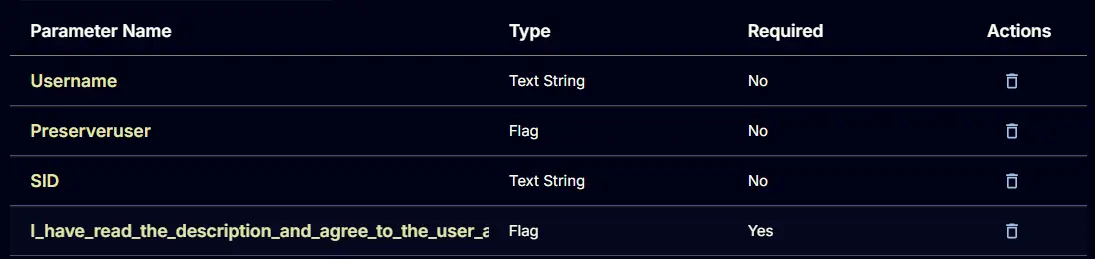 Parameter Name Type Required Actions
Username Text String No
Preserveruser Flag No
SID Text String No
I_have_read_the_description_and_agree_to_the_user_a Flag Yes